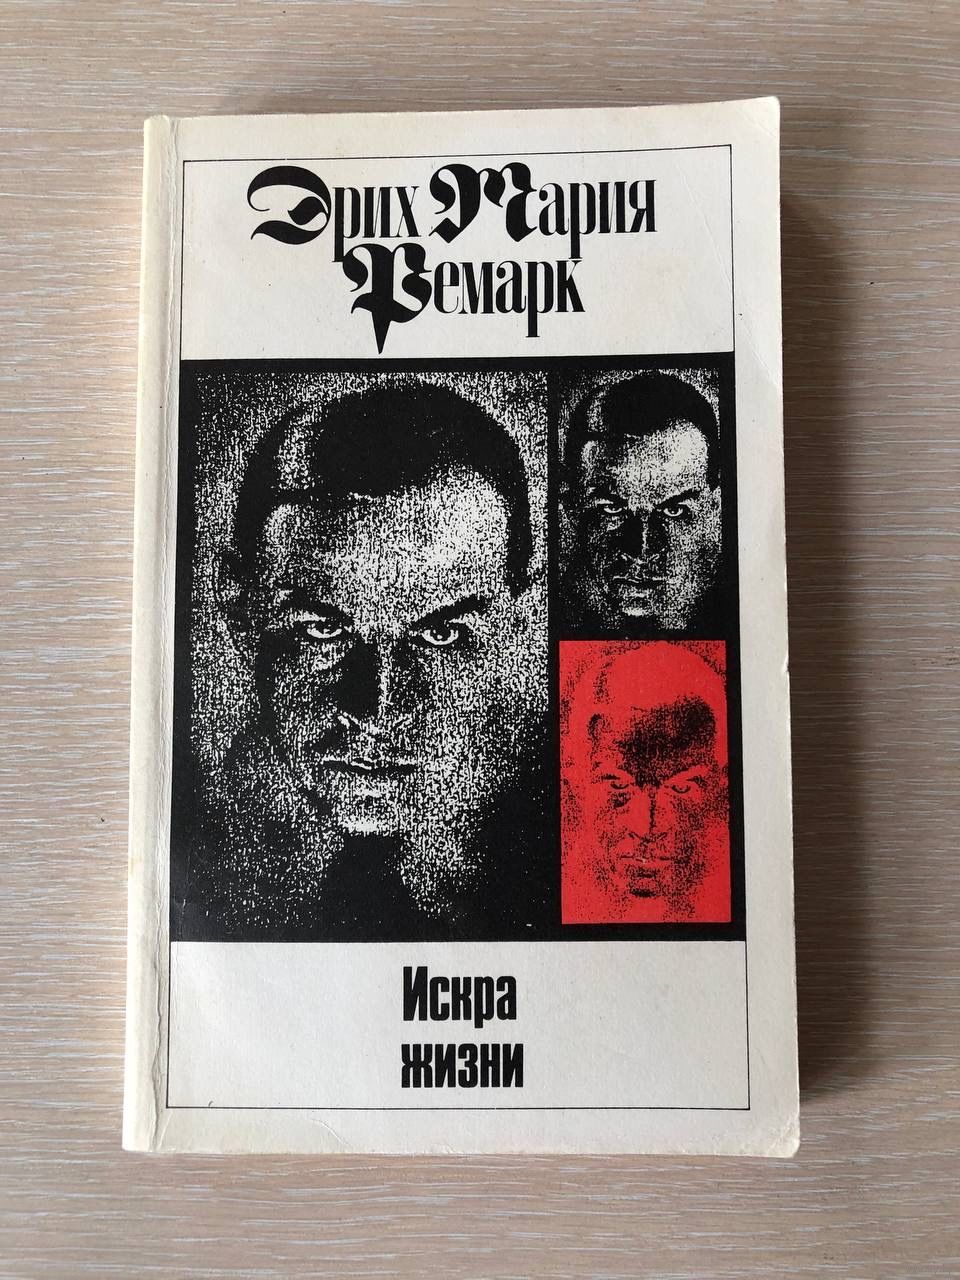 Эрих Мария
Ремарк
Искра
жизни